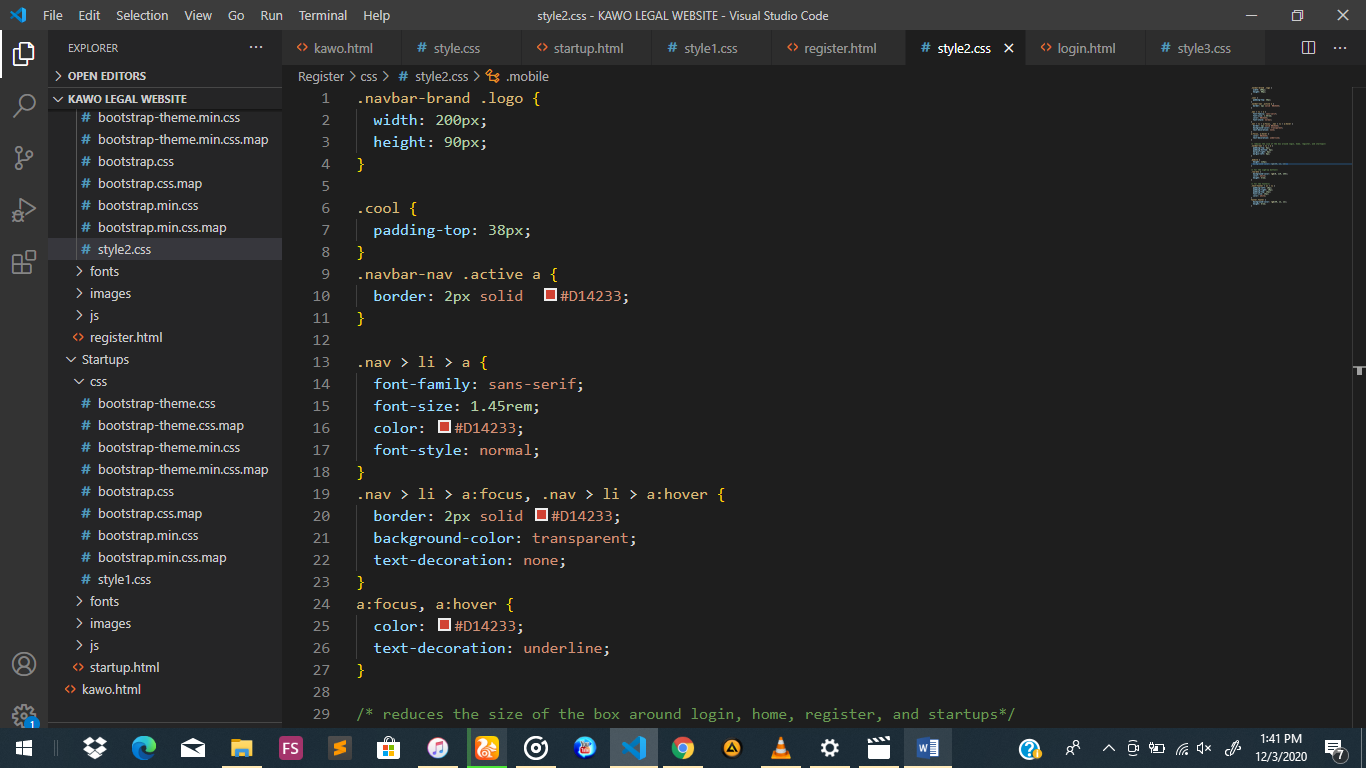 File Edit Selection View Go Run Terminal Help
style2.css - KAWO LEGAL WEBSITE - Visual Studio Code
EXPLORER
OPEN EDITORS
KAWO LEGAL WEBSITE
# bootstrap-theme.min.css
# bootstrap-theme.min.css.map
# bootstrap.css
# bootstrap.css.map
# bootstrap.min.css
# bootstrap.min.css.map
# style2.css
fonts
images
js
register.html
Startups
css
# bootstrap-theme.css
# bootstrap-theme.css.map
# bootstrap-theme.min.css
# bootstrap-theme.min.css.map
# bootstrap.css
# bootstrap.css.map
# bootstrap.min.css
# bootstrap.min.css.map
# style1.css
fonts
images
js
startup.html
kawo.html
1
kawo.html # style.css startup.html # style1.css register.html # style2.css login.html # style3.css
Register > css > # style2.css > .mobile
1 .navbar-brand .logo {
2 width: 200px;
3 height: 90px;
4 }
5
6 .cool {
7 padding-top: 38px;
8 }
9 .navbar-nav .active a {
10 border: 2px solid #D14233;
11 }
12
13 .nav > li > a {
14 font-family: sans-serif;
15 font-size: 1.45rem;
16 color: #D14233;
17 font-style: normal;
18 }
19 .nav > li > a:focus, .nav > li > a:hover {
20 border: 2px solid #D14233;
21 background-color: transparent;
22 text-decoration: none;
23 }
24 a:focus, a:hover {
25 color: #D14233;
26 text-decoration: underline;
27 }
28
29 /* reduces the size of the box around login, home, register, and startups*/
FS
1:41 PM
12/3/2020
7